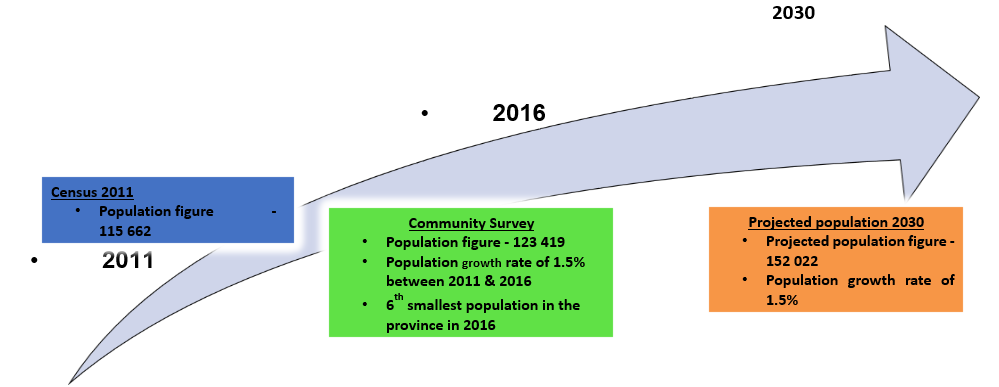 2030
• 2016
Census 2011
• Population figure -
115 662
• 2011
Community Survey
• Population figure - 123 419
• Population growth rate of 1.5%
between 2011 & 2016
• 6th smallest population in the
province in 2016
Projected population 2030
• Projected population figure -
152 022
• Population growth rate of
1.5%